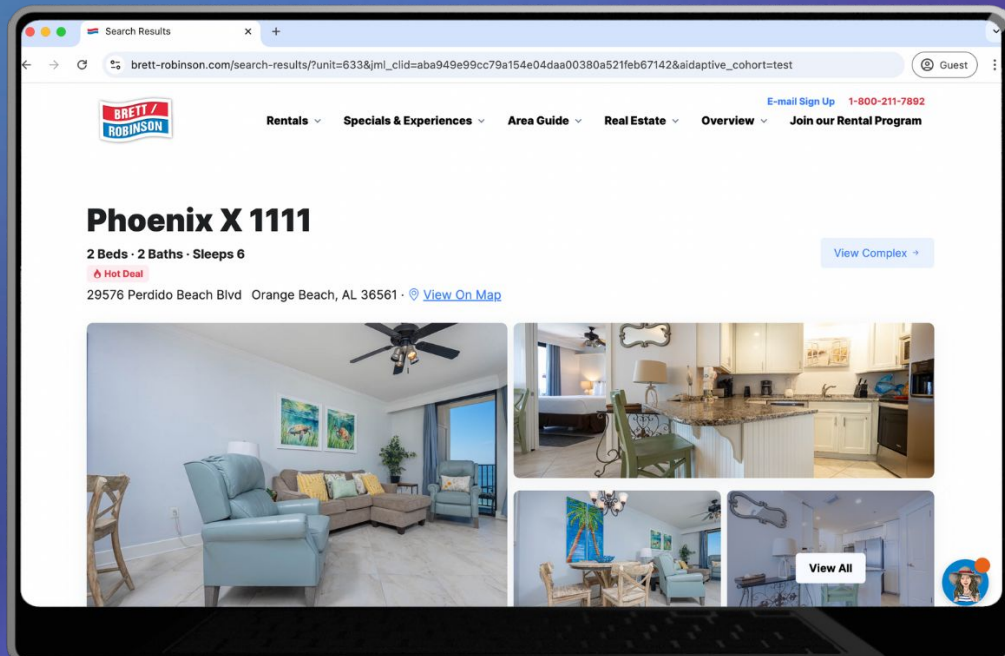 Search Results
brett-robinson.com/search-results/?unit=633&jml_clid=aba949e99cc79a154e04daa00380a521feb67142&aidaptive_cohort=test
Guest
E-mail Sign Up 1-800-211-7892
BRETT /
ROBINSON
Rentals Specials & Experiences Area Guide Real Estate Overview Join our Rental Program
Phoenix X 1111
2 Beds · 2 Baths · Sleeps 6
View Complex →
Hot Deal
29576 Perdido Beach Blvd Orange Beach, AL 36561 · View On Map
View All